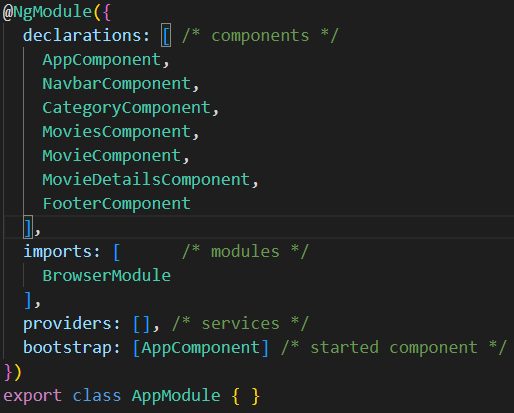 @NgModule({
  declarations: [ /* components */
    AppComponent,
    NavbarComponent,
    CategoryComponent,
    MoviesComponent,
    MovieComponent,
    MovieDetailsComponent,
    FooterComponent
  ],
  imports: [      /* modules */
    BrowserModule
  ],
  providers: [], /* services */
  bootstrap: [AppComponent] /* started component */
})
export class AppModule { }